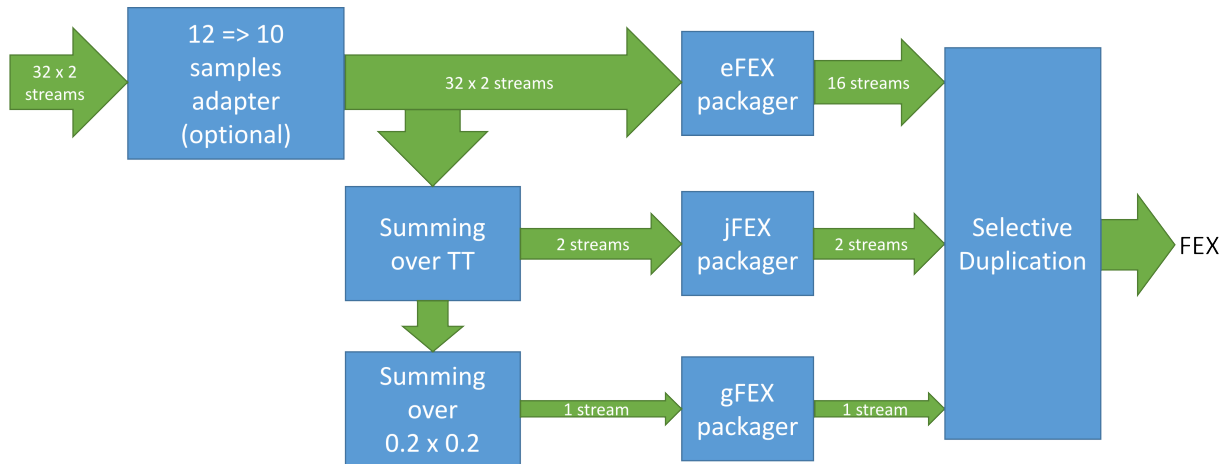 32 x 2
streams
12 => 10
samples
adapter
(optional)
32 x 2 streams
eFEX
packager
16 streams
Summing
over TT
2 streams
jFEX
packager
2 streams
Selective
Duplication
FEX
Summing
over
0.2 x 0.2
1 stream
gFEX
packager
1 stream